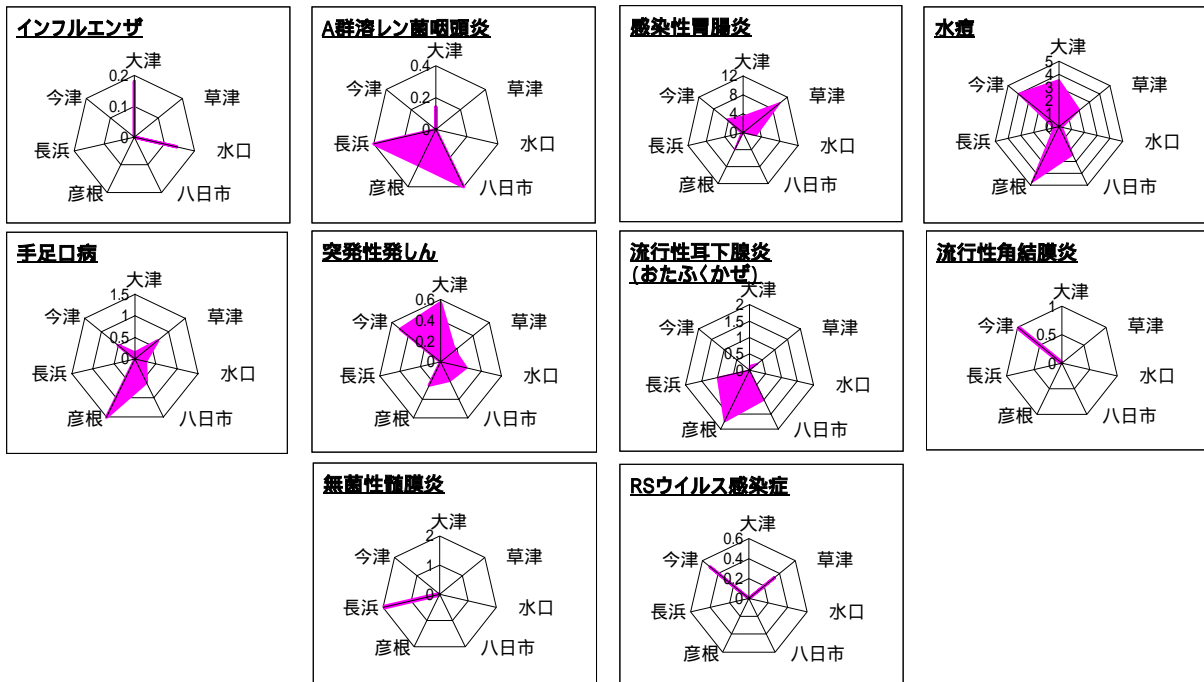 インフルエンザ
大津
0.2
今津
草津
0.1
0
長浜
水口
彦根
八日市
A群溶レン菌咽頭炎
大津
0.4
今津
草津
0.2
0
長浜
水口
彦根
八日市
感染性胃腸炎
大津
12
今津
草津
8
4
0
長浜
水口
彦根
八日市
水痘
大津
5
今津
草津
4
3
2
1
0
長浜
水口
彦根
八日市
手足口病
大津
1.5
今津
草津
1
0.5
0
長浜
水口
彦根
八日市
突発性発しん
大津
0.6
今津
草津
0.4
0.2
0
長浜
水口
彦根
八日市
流行性耳下腺炎
(おたふくかぜ)
大津
2
今津
草津
1.5
1
0.5
0
長浜
水口
彦根
八日市
流行性角結膜炎
大津
1
今津
草津
0.5
0
長浜
水口
彦根
八日市
無菌性髄膜炎
大津
2
今津
草津
1
0
長浜
水口
彦根
八日市
RSウイルス感染症
大津
0.6
今津
草津
0.4
0.2
0
長浜
水口
彦根
八日市